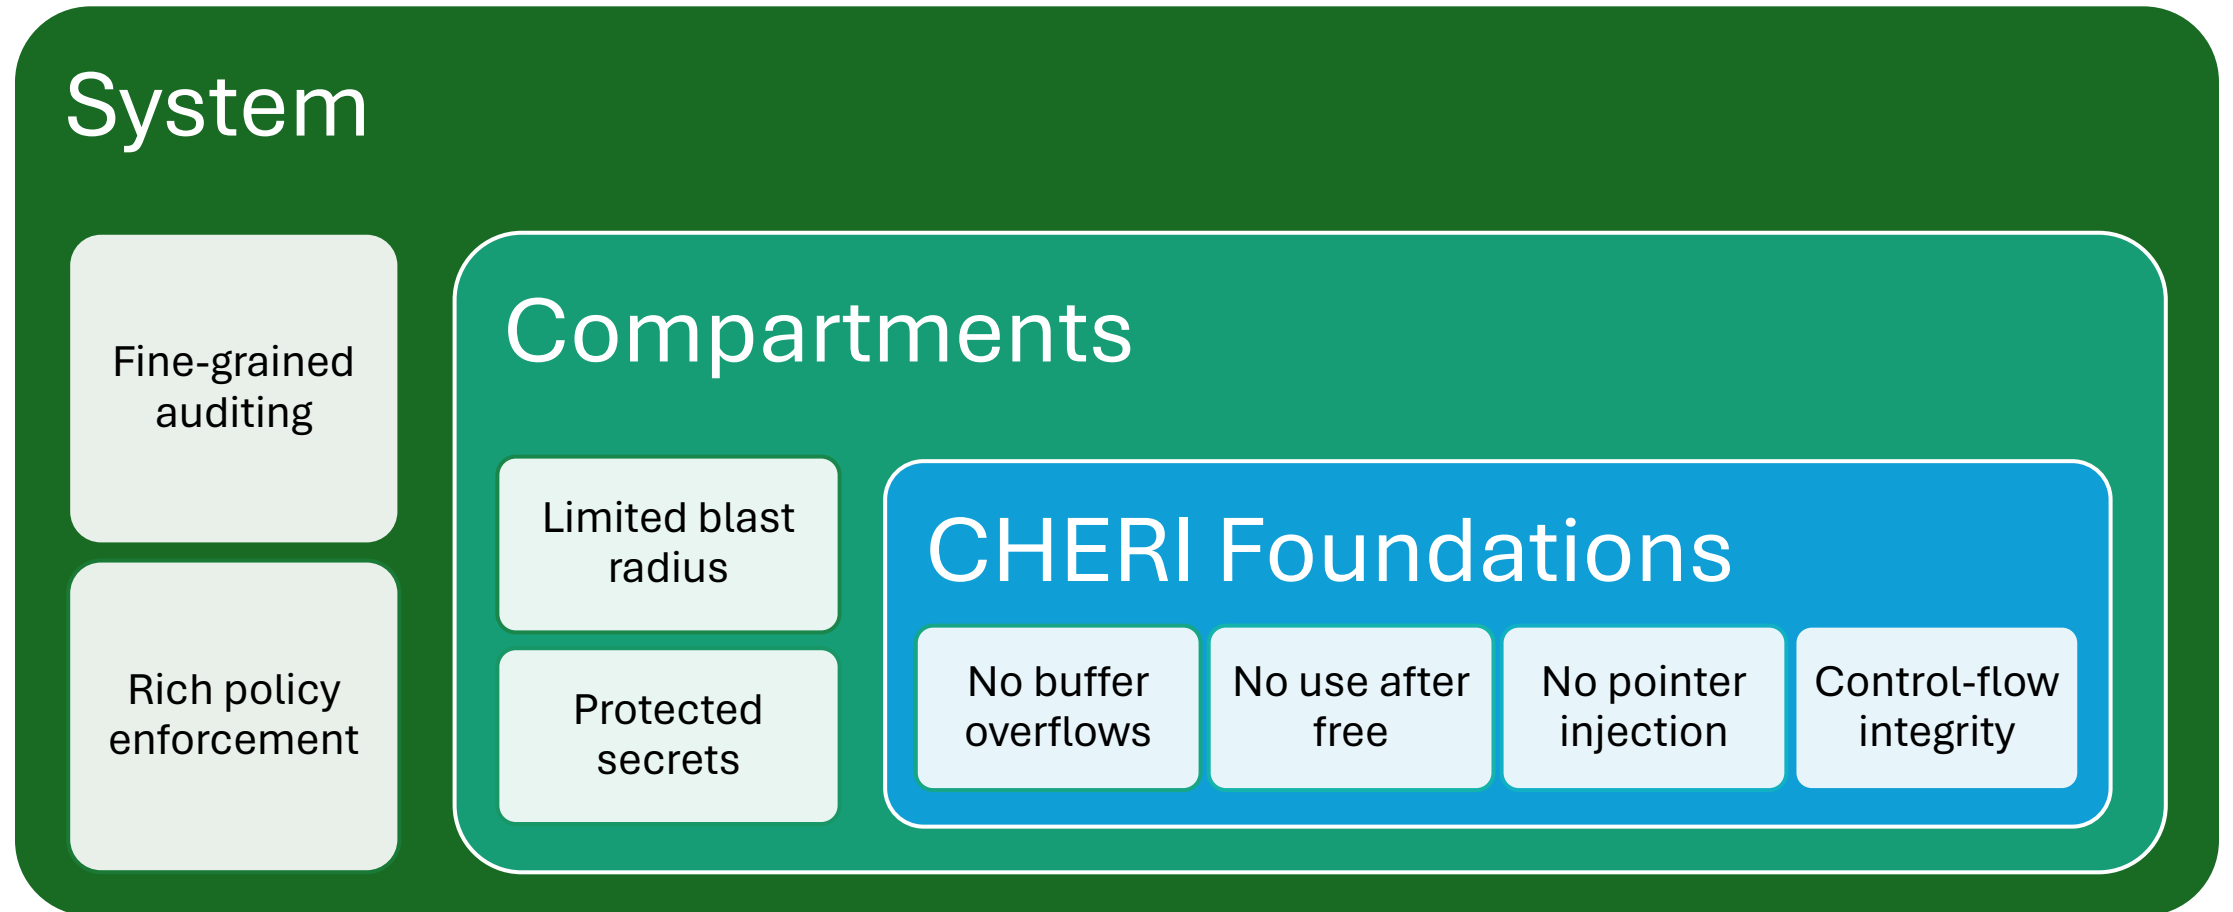 System
Fine-grained
auditing
Rich policy
enforcement
Compartments
Limited blast
radius
Protected
secrets
CHERI Foundations
No buffer
overflows
No use after
free
No pointer
injection
Control-flow
integrity